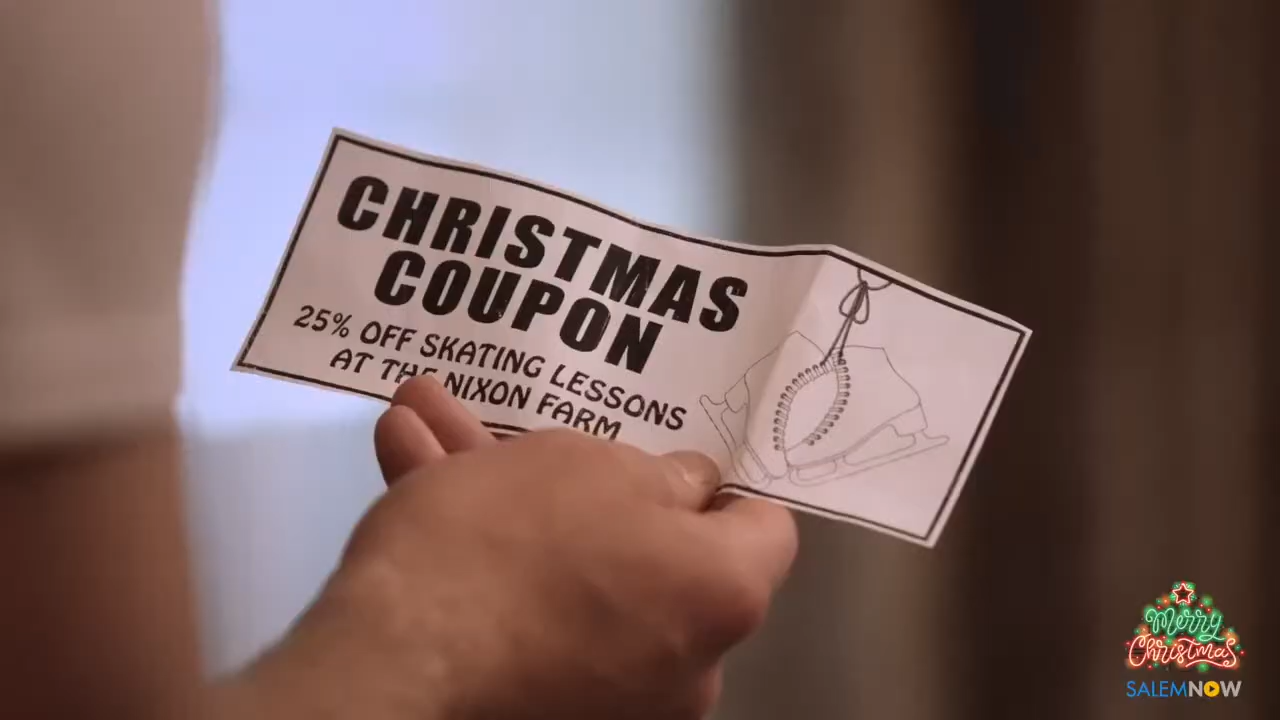 CHRISTMAS
COUPON
25% OFF SKATING LESSONS
AT THE NIXON FARM
Merry
Christmas
SALEMNOW